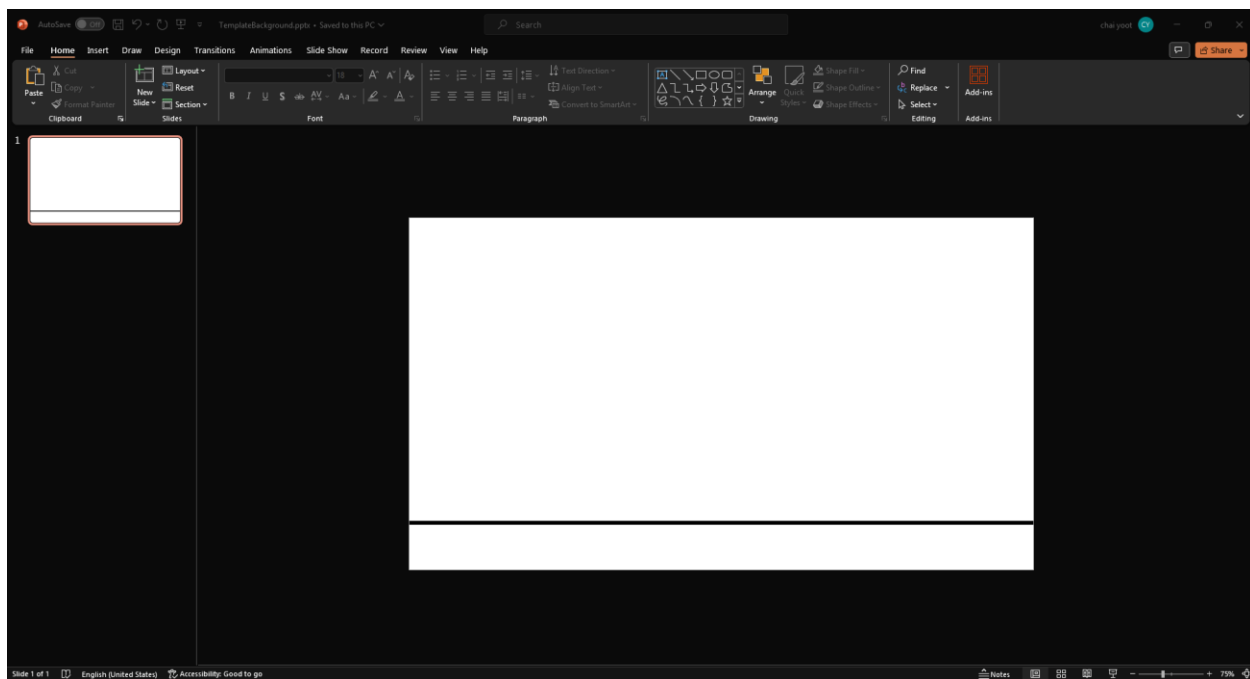 AutoSave Off TemplateBackground.pptx • Saved to this PC Search chai yoot CY
File Home Insert Draw Design Transitions Animations Slide Show Record Review View Help Share
Paste
Cut
Copy
Format Painter
Clipboard
New
Slide
Layout
Reset
Section
Slides
18 A A
B I U S ab AV Aa A
Font
Text Direction
Align Text
Convert to SmartArt
Paragraph
Arrange
Quick
Styles
Shape Fill
Shape Outline
Shape Effects
Drawing
Find
Replace
Select
Editing
Add-ins
Add-ins
1
Slide 1 of 1 English (United States) Accessibility: Good to go Notes 75%